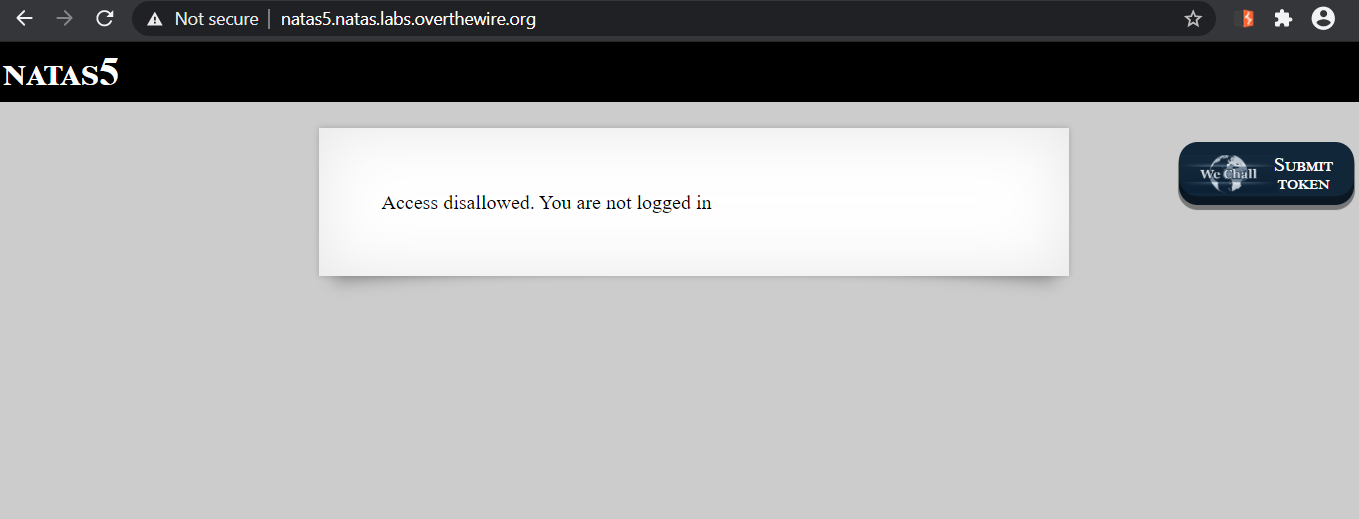 Not secure | natas5.natas.labs.overthewire.org
NATAS5
Access disallowed. You are not logged in
We Chall
SUBMIT
TOKEN